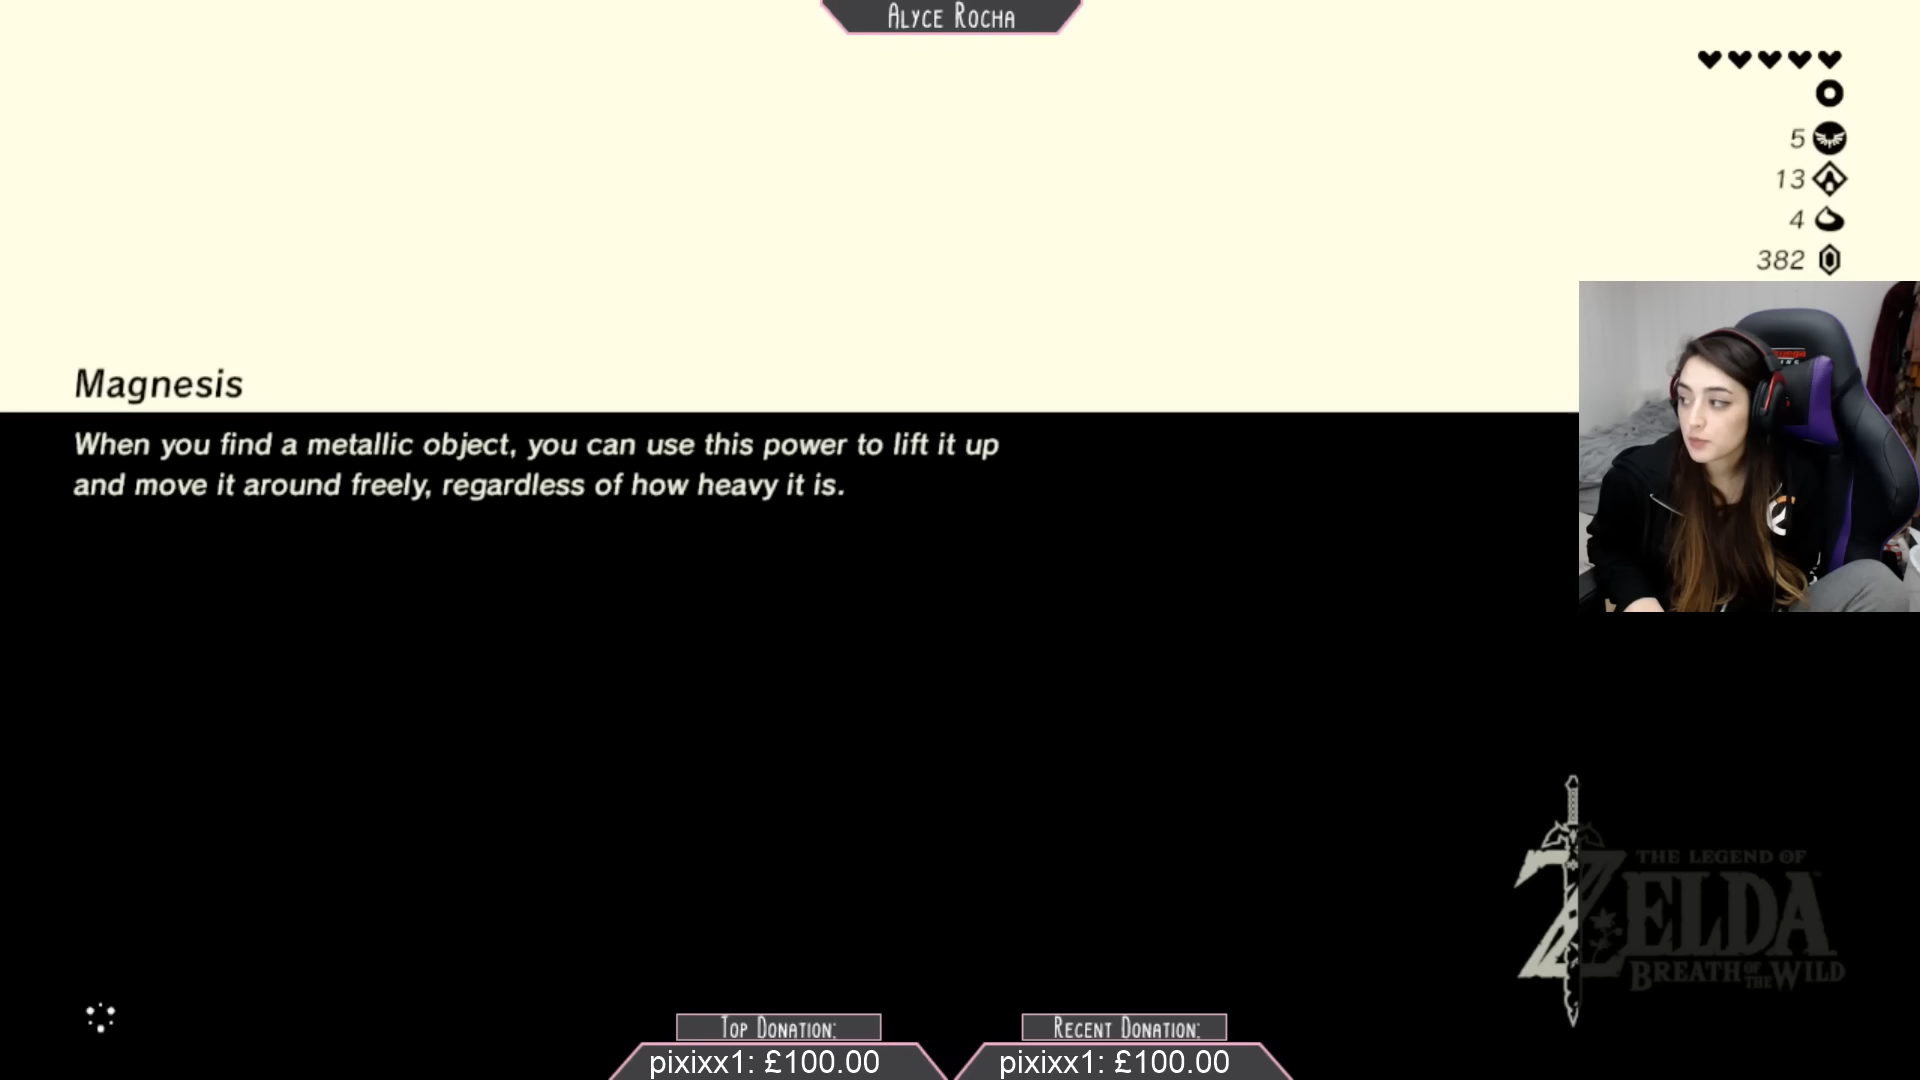 Alyce Rocha
5
13
4
382
Magnesis
When you find a metallic object, you can use this power to lift it up
and move it around freely, regardless of how heavy it is.
THE LEGEND OF
ZELDA
BREATH OF THE WILD
Top Donation:
pixixx1: £100.00
Recent Donation:
pixixx1: £100.00